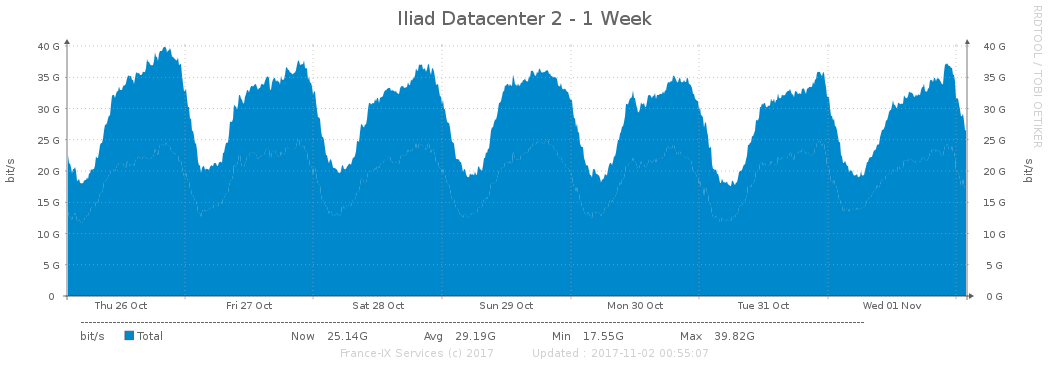 Iliad Datacenter 2 - 1 Week
RRDTOOL / TOBI OETIKER
40 G 40 G
35 G 35 G
30 G 30 G
25 G 25 G
20 G 20 G
15 G 15 G
10 G 10 G
5 G 5 G
0 0 G
bit/s
bit/s
Thu 26 Oct Fri 27 Oct Sat 28 Oct Sun 29 Oct Mon 30 Oct Tue 31 Oct Wed 01 Nov
bit/s Total Now 25.14G Avg 29.19G Min 17.55G Max 39.82G
France-IX Services (c) 2017 Updated : 2017-11-02 00:55:07